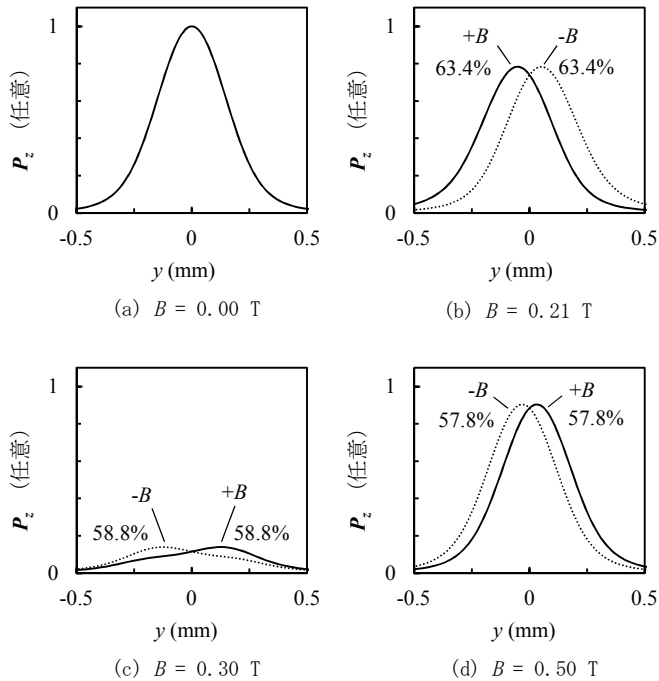 1
+B
-B
63.4%
63.4%
P_z (任意)
0
-0.5
0
0.5
y (mm)
(a) B = 0.00 T
1
P_z (任意)
0
-0.5
0
0.5
y (mm)
(b) B = 0.21 T
1
-B
+B
58.8%
58.8%
P_z (任意)
0
-0.5
0
0.5
y (mm)
(c) B = 0.30 T
1
-B
+B
57.8%
57.8%
P_z (任意)
0
-0.5
0
0.5
y (mm)
(d) B = 0.50 T